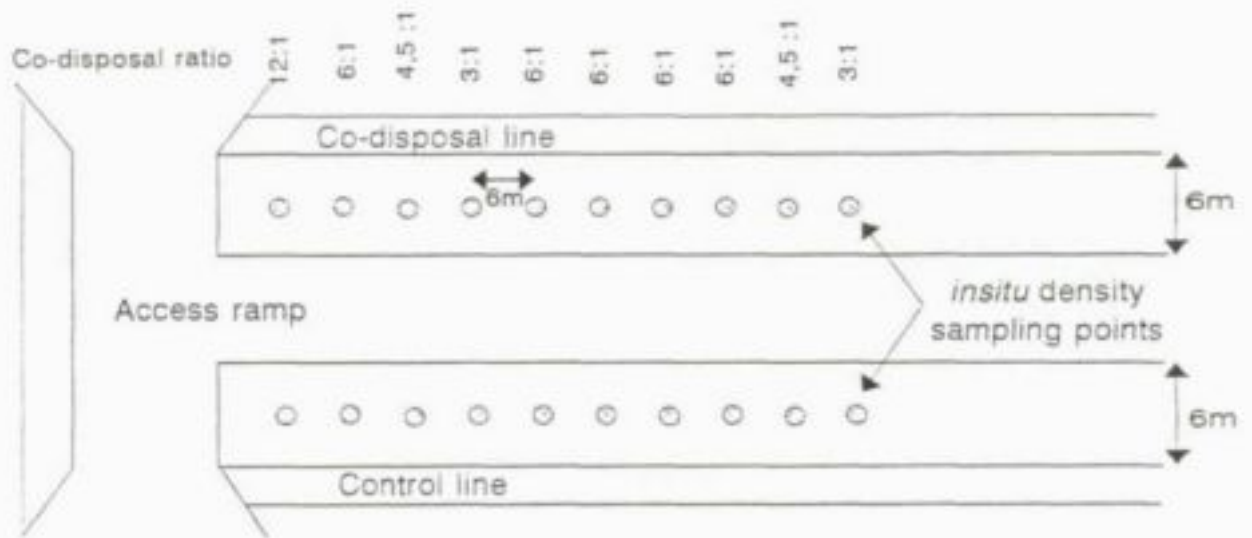 Co-disposal ratio
12:1
6:1
4,5 :1
3:1
6:1
6:1
6:1
6:1
4,5 :1
3:1
Co-disposal line
6m
6m
Access ramp
insitu density
sampling points
6m
Control line